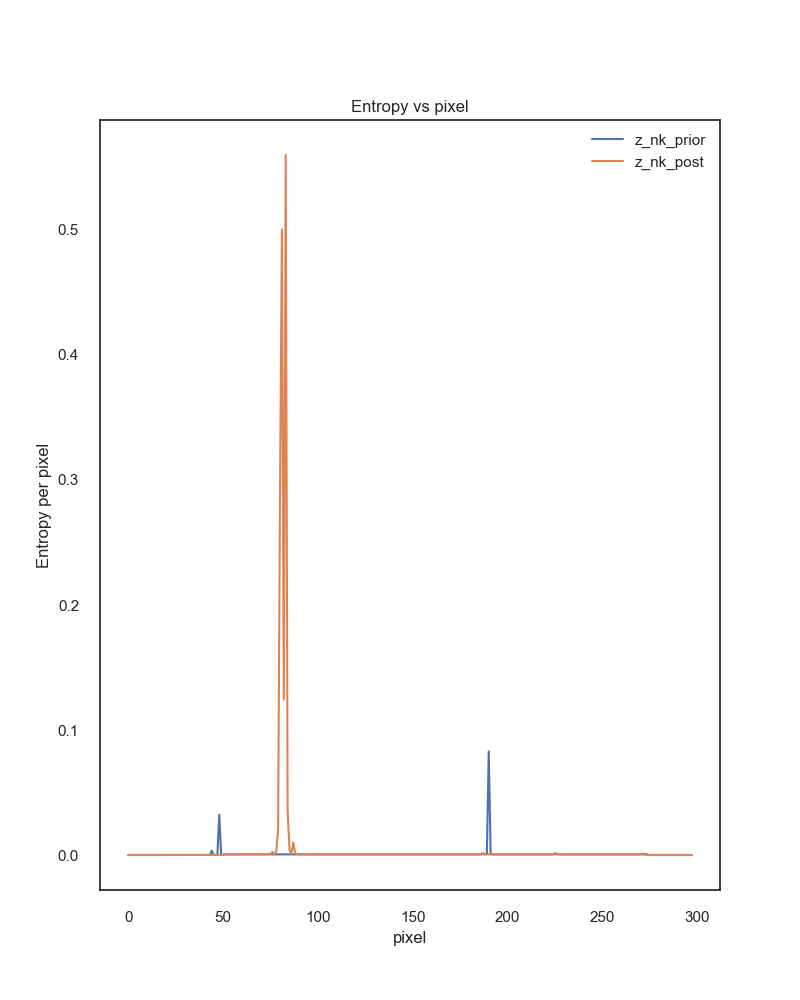 Entropy vs pixel
z_nk_prior
z_nk_post
Entropy per pixel
0.5
0.4
0.3
0.2
0.1
0.0
0 50 100 150 200 250 300
pixel